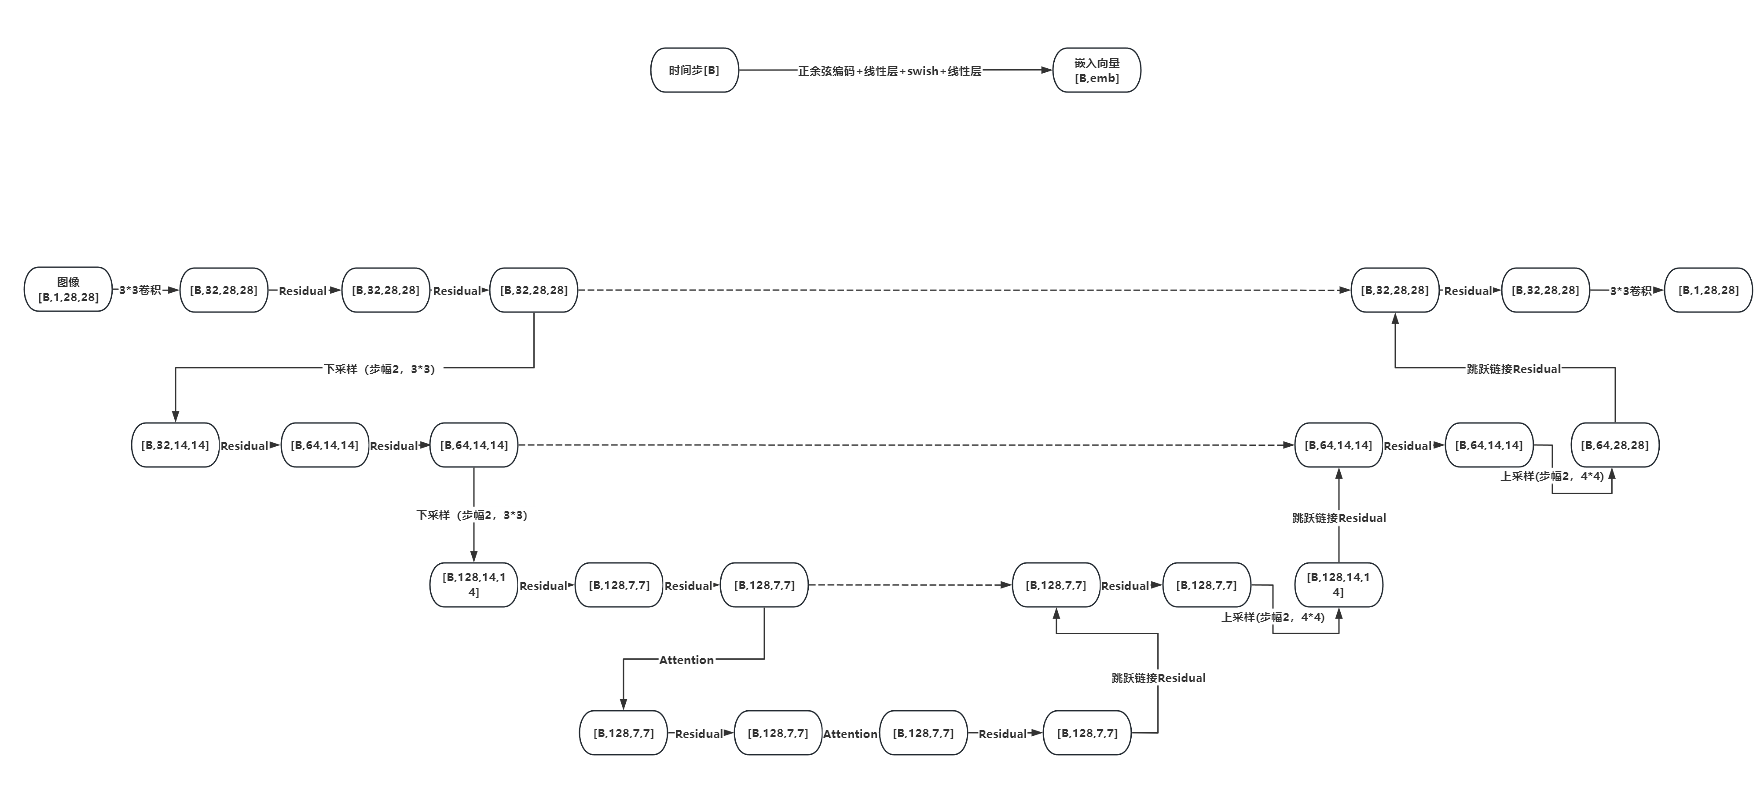 时间步[B]
正余弦编码+线性层+swish+线性层
嵌入向量
[B,emb]
图像
[B,1,28,28]
3*3卷积
[B,32,28,28]
Residual
[B,32,28,28]
Residual
[B,32,28,28]
[B,32,28,28]
Residual
[B,32,28,28]
3*3卷积
[B,1,28,28]
下采样（步幅2，3*3）
跳跃链接Residual
[B,32,14,14]
Residual
[B,64,14,14]
Residual
[B,64,14,14]
[B,64,14,14]
Residual
[B,64,14,14]
[B,64,28,28]
上采样(步幅2，4*4)
下采样（步幅2，3*3）
跳跃链接Residual
[B,128,14,1
4]
Residual
[B,128,7,7]
Residual
[B,128,7,7]
[B,128,7,7]
Residual
[B,128,7,7]
[B,128,14,1
4]
上采样(步幅2，4*4)
Attention
跳跃链接Residual
[B,128,7,7]
Residual
[B,128,7,7]
Attention
[B,128,7,7]
Residual
[B,128,7,7]